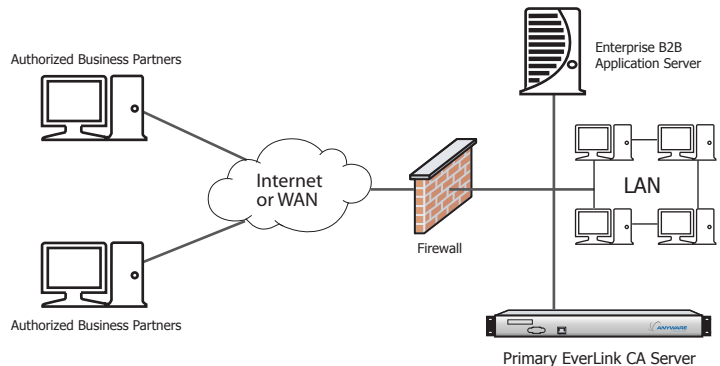 Authorized Business Partners
Enterprise B2B
Application Server
Internet
or WAN
LAN
Firewall
Authorized Business Partners
ANYWARE
Primary EverLink CA Server